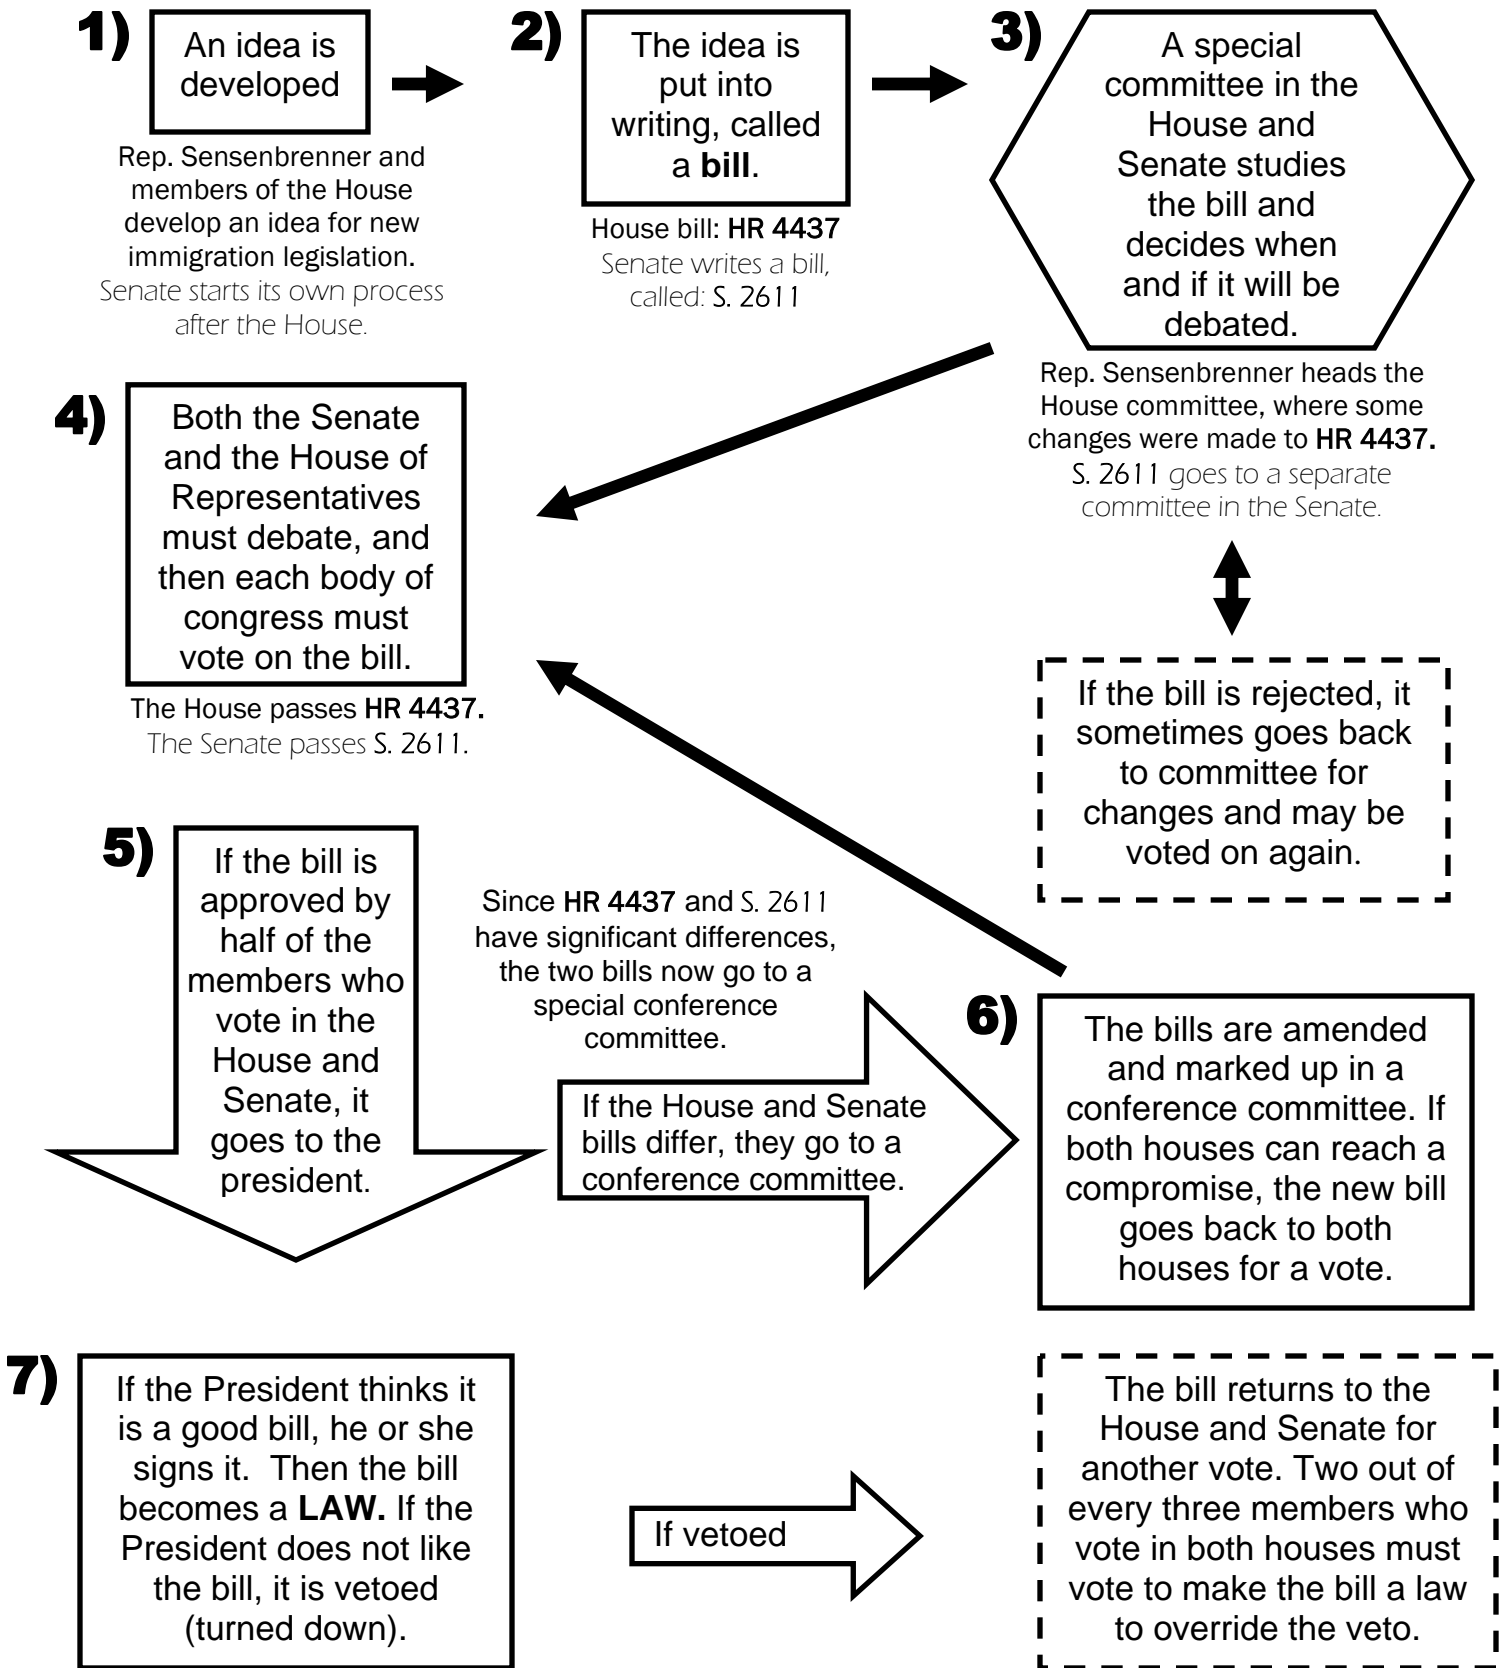 1)
An idea is
developed
Rep. Sensenbrenner and
members of the House
develop an idea for new
immigration legislation.
Senate starts its own process
after the House.
2)
The idea is
put into
writing, called
a bill.
House bill: HR 4437
Senate writes a bill,
called: S. 2611
3)
A special
committee in the
House and
Senate studies
the bill and
decides when
and if it will be
debated.
Rep. Sensenbrenner heads the
House committee, where some
changes were made to HR 4437.
S. 2611 goes to a separate
committee in the Senate.
4)
Both the Senate
and the House of
Representatives
must debate, and
then each body of
congress must
vote on the bill.
The House passes HR 4437.
The Senate passes S. 2611.
If the bill is rejected, it
sometimes goes back
to committee for
changes and may be
voted on again.
5)
If the bill is
approved by
half of the
members who
vote in the
House and
Senate, it
goes to the
president.
Since HR 4437 and S. 2611
have significant differences,
the two bills now go to a
special conference
committee.
If the House and Senate
bills differ, they go to a
conference committee.
6)
The bills are amended
and marked up in a
conference committee. If
both houses can reach a
compromise, the new bill
goes back to both
houses for a vote.
7)
If the President thinks it
is a good bill, he or she
signs it.  Then the bill
becomes a LAW. If the
President does not like
the bill, it is vetoed
(turned down).
If vetoed
The bill returns to the
House and Senate for
another vote. Two out of
every three members who
vote in both houses must
vote to make the bill a law
to override the veto.